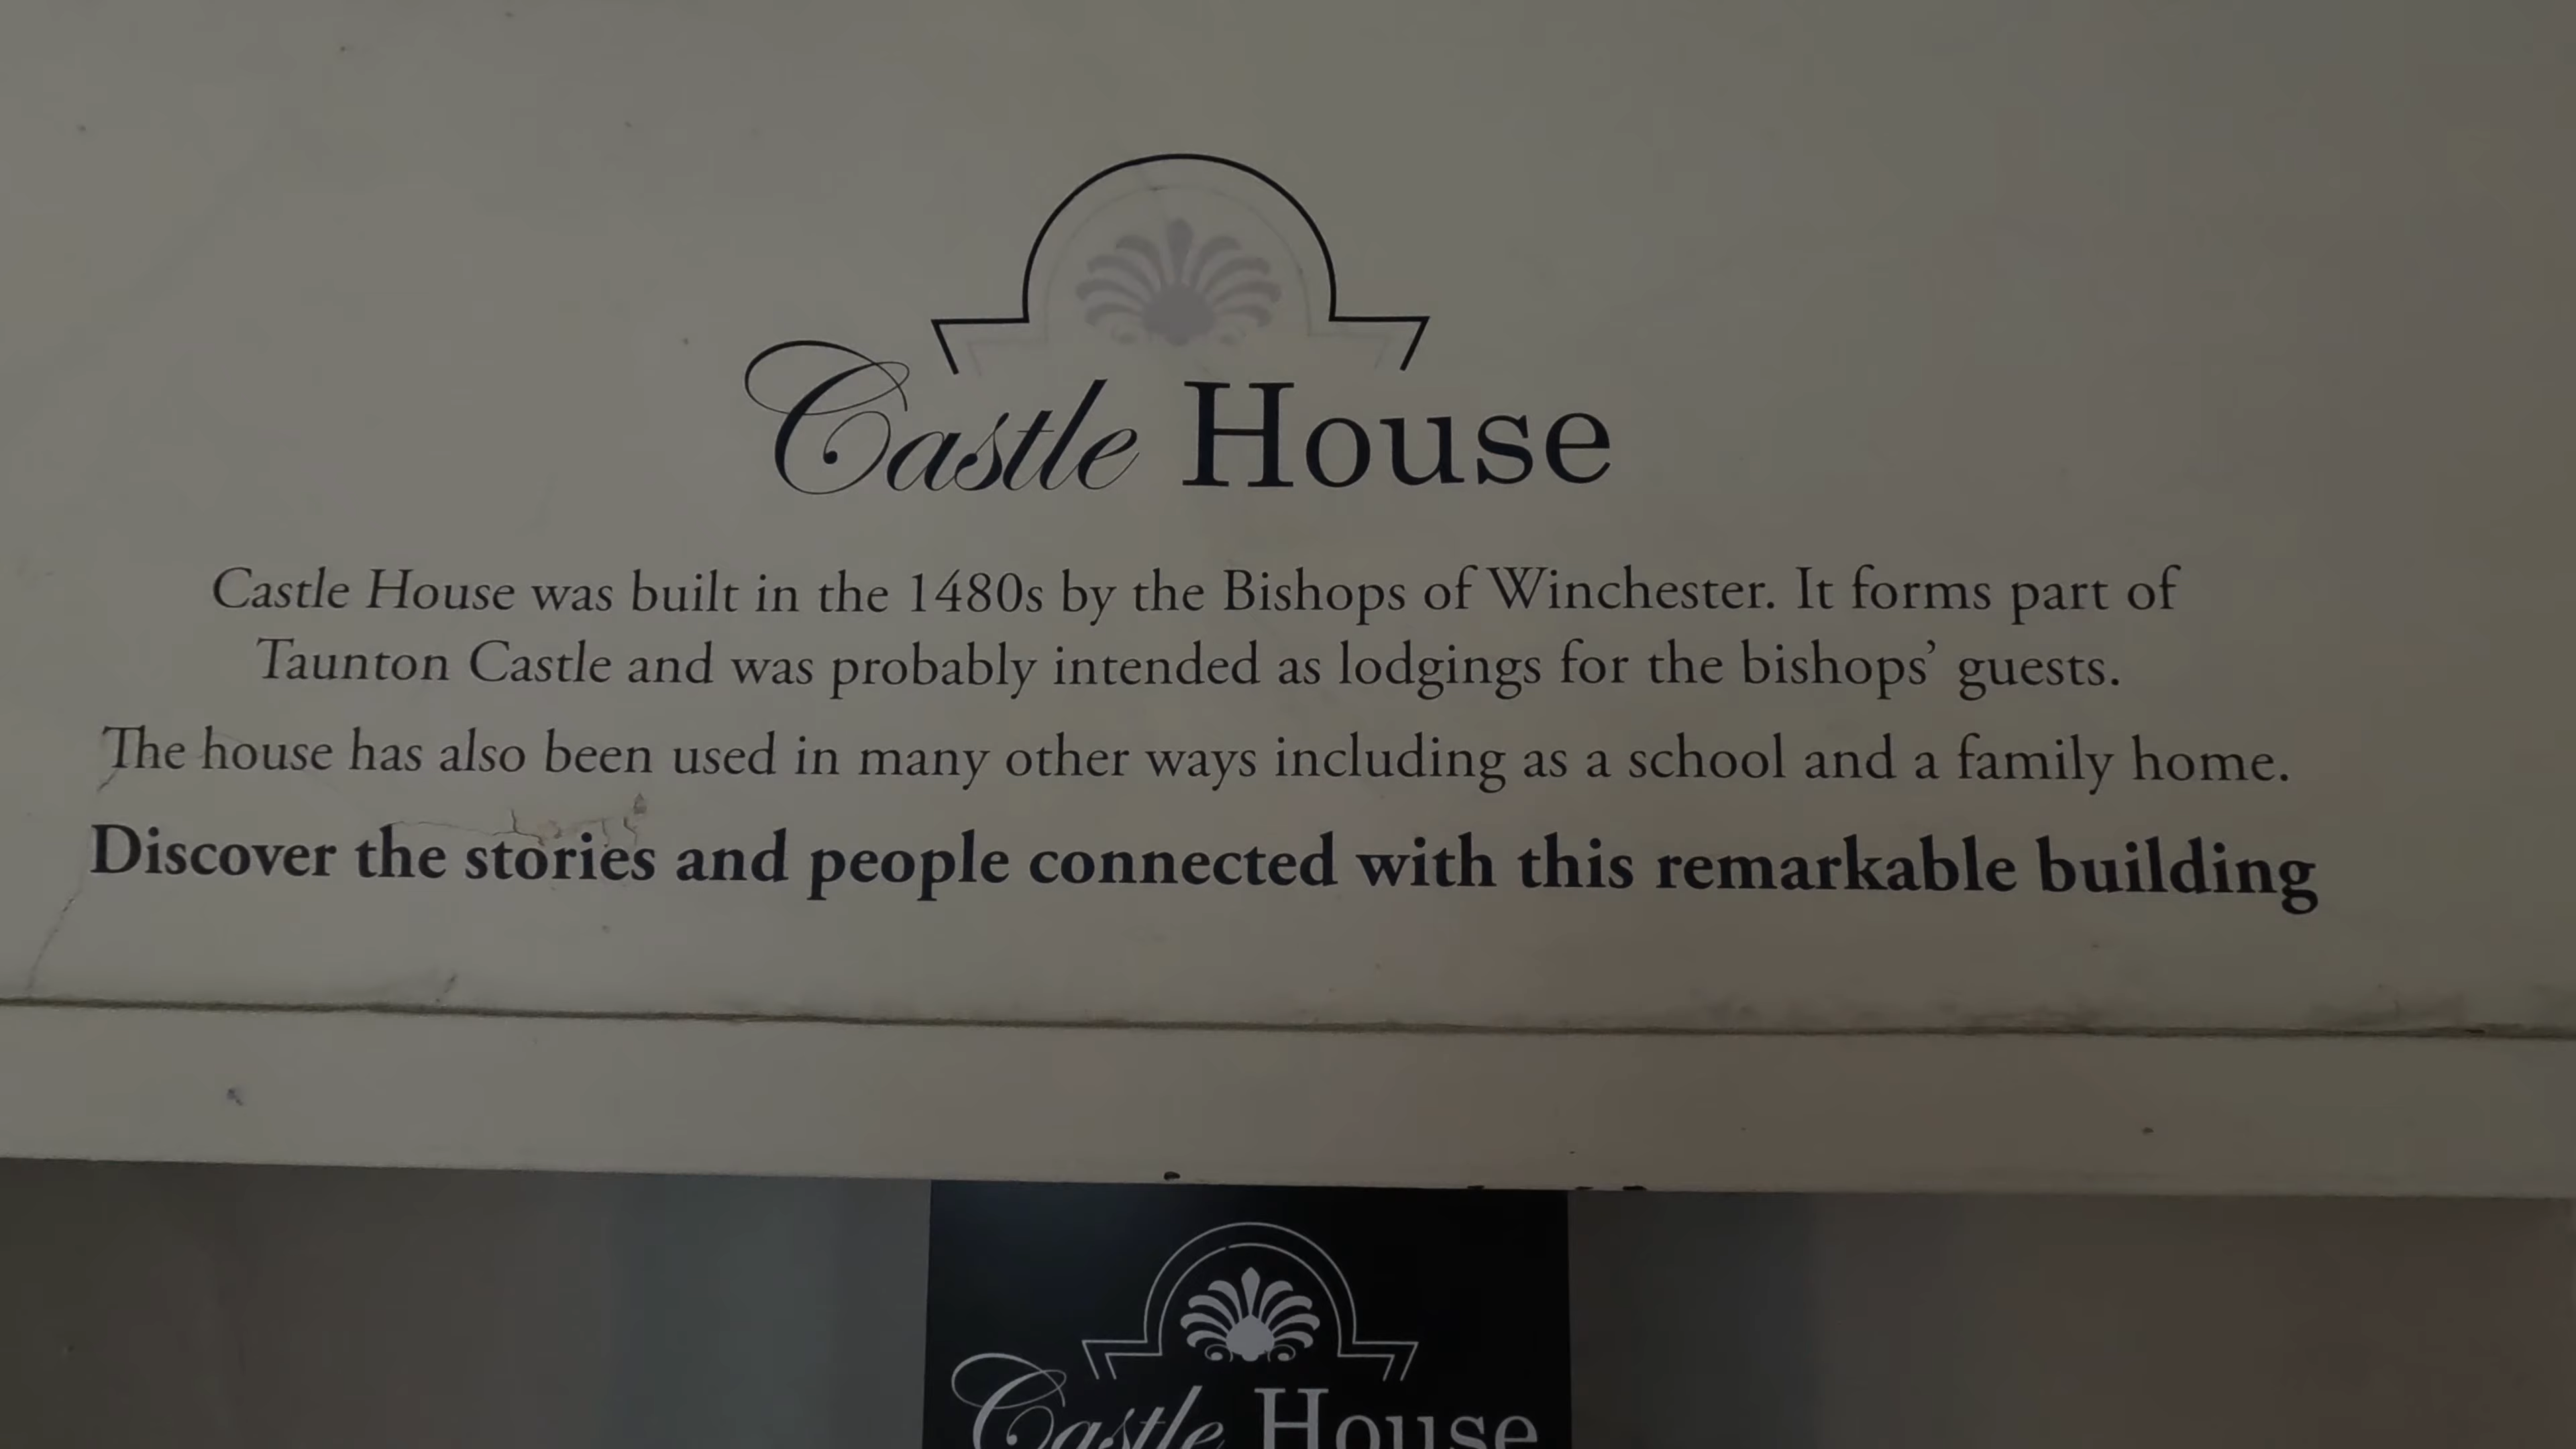 Castle House
Castle House was built in the 1480s by the Bishops of Winchester. It forms part of
Taunton Castle and was probably intended as lodgings for the bishops’ guests.
The house has also been used in many other ways including as a school and a family home.
Discover the stories and people connected with this remarkable building
Castle House